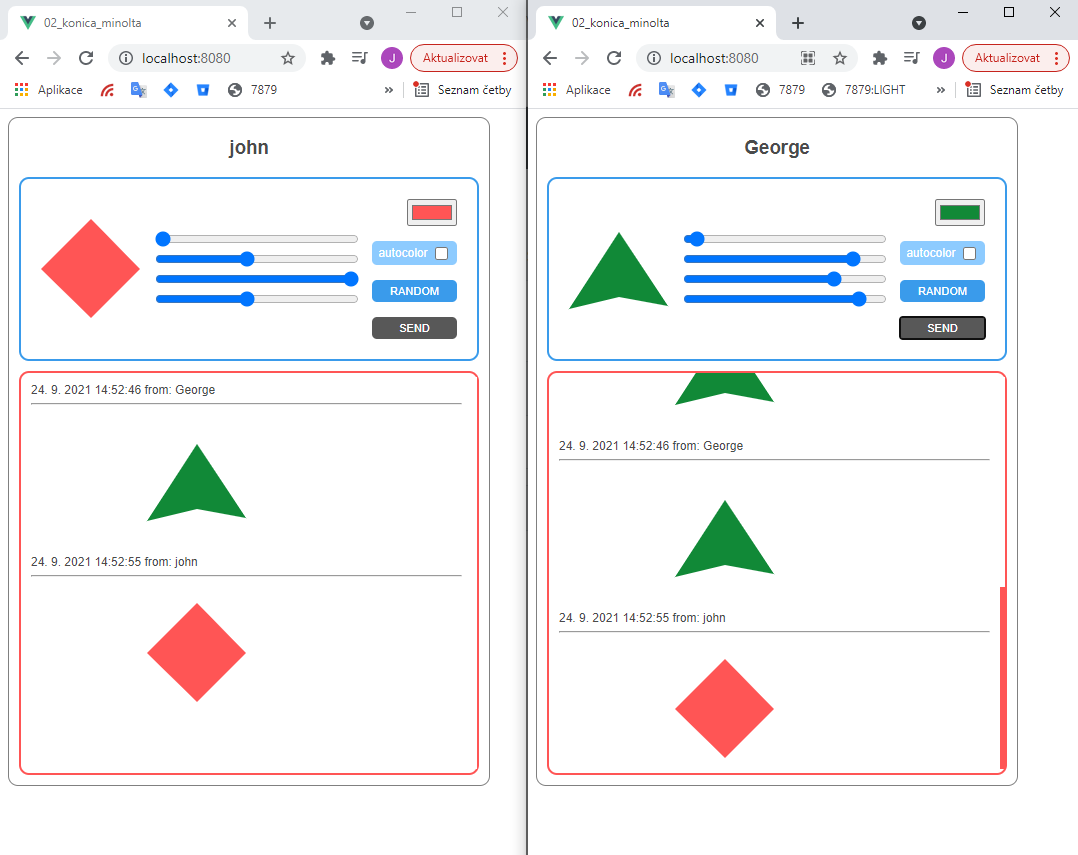 02_konica_minolta
localhost:8080
J
Aktualizovat
Aplikace
7879
»
Seznam četby
john
autocolor
RANDOM
SEND
24. 9. 2021 14:52:46 from: George
24. 9. 2021 14:52:55 from: john
02_konica_minolta
localhost:8080
J
Aktualizovat
Aplikace
7879
7879:LIGHT
»
Seznam četby
George
autocolor
RANDOM
SEND
24. 9. 2021 14:52:46 from: George
24. 9. 2021 14:52:55 from: john